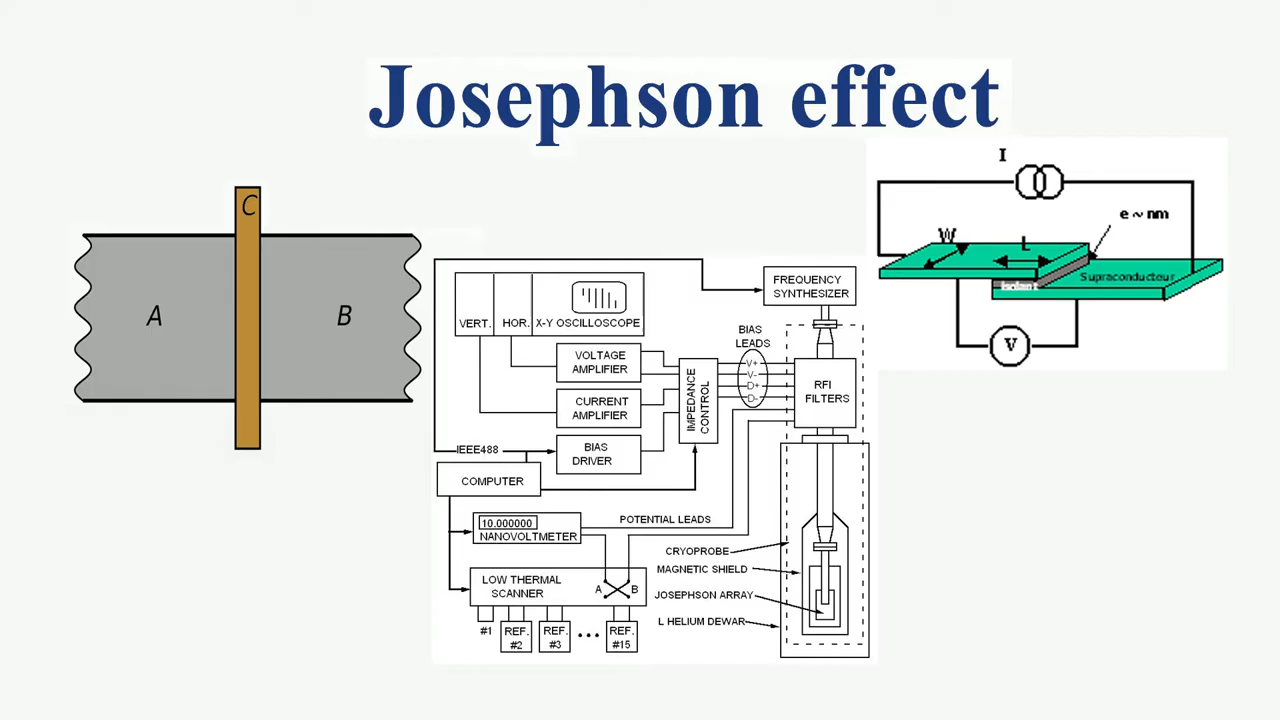 Josephson effect
C
A
B
I
e ~ nm
W
L
Supraconducteur
Isolant
V
FREQUENCY
SYNTHESIZER
VERT.
HOR.
X-Y OSCILLOSCOPE
BIAS
LEADS
VOLTAGE
AMPLIFIER
V+
V-
D+
D-
IMPEDANCE
CONTROL
RFI
FILTERS
CURRENT
AMPLIFIER
IEEE488
BIAS
DRIVER
COMPUTER
POTENTIAL LEADS
10.000000
NANOVOLTMETER
CRYOPROBE
MAGNETIC SHIELD
LOW THERMAL
SCANNER
A
B
JOSEPHSON ARRAY
L HELIUM DEWAR
#1
REF.
#2
REF.
#3
•••
REF.
#15